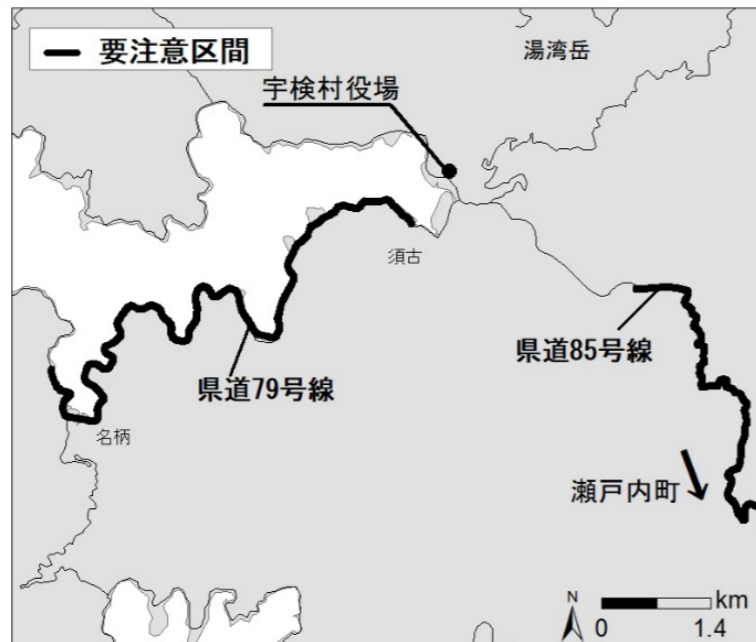 要注意区間
湯湾岳
宇検村役場
須古
県道85号線
県道79号線
名柄
瀬戸内町
N
km
0 1.4